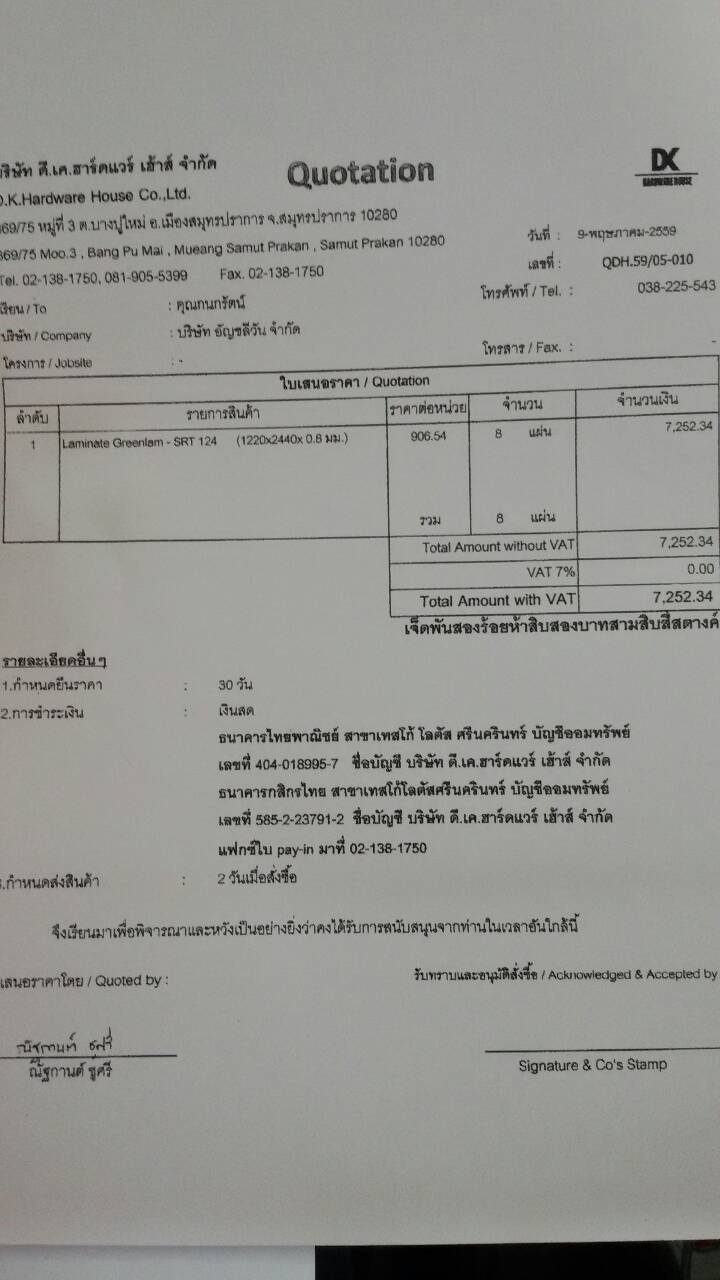 บริษัท ดี.เค.ฮาร์ดแวร์ เฮ้าส์ จำกัด
Quotation
DK
HARDWARE HOUSE
D.K.Hardware House Co.,Ltd.
369/75 หมู่ที่ 3 ต.บางปูใหม่ อ.เมืองสมุทรปราการ จ.สมุทรปราการ 10280
369/75 Moo.3 , Bang Pu Mai , Mueang Samut Prakan , Samut Prakan 10280
วันที่ : 9-พฤษภาคม-2559
Tel. 02-138-1750, 081-905-5399 Fax. 02-138-1750
เลขที่ : QDH.59/05-010
เรียน / To : คุณกนกรัตน์
โทรศัพท์ / Tel. : 038-225-543
บริษัท / Company : บริษัท อัญชลีวัน จำกัด
โครงการ / Jobsite : -
โทรสาร / Fax. : -
ใบเสนอราคา / Quotation
ลำดับ รายการสินค้า ราคาต่อหน่วย จำนวน จำนวนเงิน
1 Laminate Greenlam - SRT 124 (1220x2440x 0.8 มม.) 906.54 8 แผ่น 7,252.34
รวม 8 แผ่น
Total Amount without VAT 7,252.34
VAT 7% 0.00
Total Amount with VAT 7,252.34
เจ็ดพันสองร้อยห้าสิบสองบาทสามสิบสี่สตางค์
รายละเอียดอื่นๆ
1.กำหนดยืนราคา : 30 วัน
2.การชำระเงิน : เงินสด
ธนาคารไทยพาณิชย์ สาขาเทสโก้ โลตัส ศรีนครินทร์ บัญชีออมทรัพย์
เลขที่ 404-018995-7 ชื่อบัญชี บริษัท ดี.เค.ฮาร์ดแวร์ เฮ้าส์ จำกัด
ธนาคารกสิกรไทย สาขาเทสโก้โลตัสศรีนครินทร์ บัญชีออมทรัพย์
เลขที่ 585-2-23791-2 ชื่อบัญชี บริษัท ดี.เค.ฮาร์ดแวร์ เฮ้าส์ จำกัด
แฟกซ์ใบ pay-in มาที่ 02-138-1750
3.กำหนดส่งสินค้า : 2 วันเมื่อสั่งซื้อ
จึงเรียนมาเพื่อพิจารณาและหวังเป็นอย่างยิ่งว่าคงได้รับการสนับสนุนจากท่านในเวลาอันใกล้นี้
เสนอราคาโดย / Quoted by :
รับทราบและอนุมัติสั่งซื้อ / Acknowledged & Accepted by
ณัฐกานต์ ชูศรี
ณัฐกานต์ ชูศรี
Signature & Co's Stamp